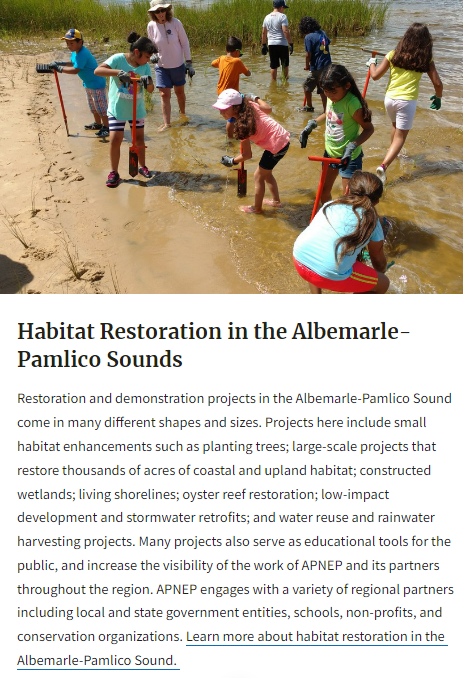 Habitat Restoration in the Albemarle-
Pamlico Sounds
Restoration and demonstration projects in the Albemarle-Pamlico Sound
come in many different shapes and sizes. Projects here include small
habitat enhancements such as planting trees; large-scale projects that
restore thousands of acres of coastal and upland habitat; constructed
wetlands; living shorelines; oyster reef restoration; low-impact
development and stormwater retrofits; and water reuse and rainwater
harvesting projects. Many projects also serve as educational tools for the
public, and increase the visibility of the work of APNEP and its partners
throughout the region. APNEP engages with a variety of regional partners
including local and state government entities, schools, non-profits, and
conservation organizations. Learn more about habitat restoration in the
Albemarle-Pamlico Sound.